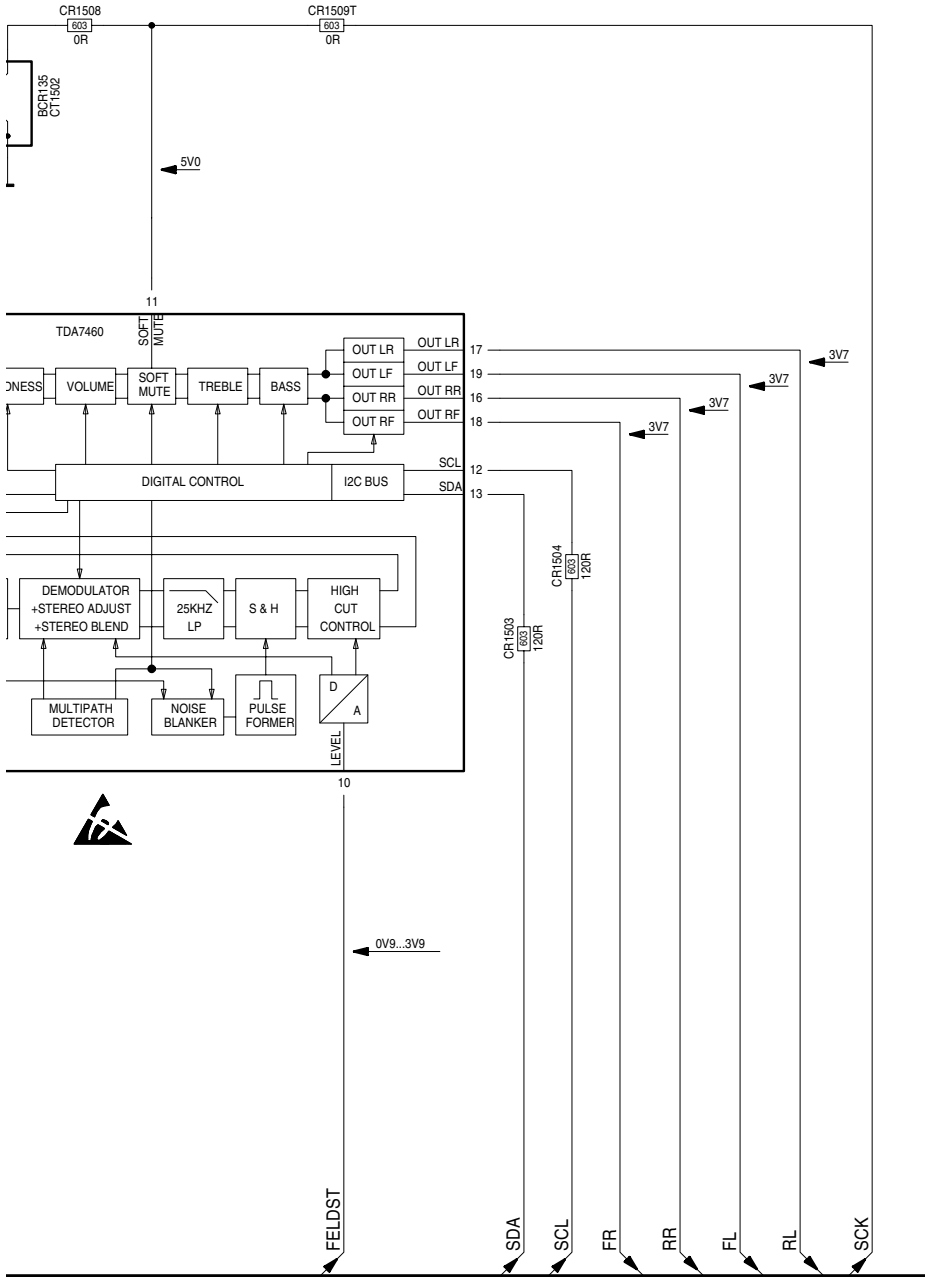 CR1508
603
0R
CR1509T
603
0R
BCR135
CT1502
5V0
11
TDA7460
SOFT
MUTE
ONESS
VOLUME
SOFT
MUTE
TREBLE
BASS
OUT LR
OUT LF
OUT RR
OUT RF
OUT LR
17
OUT LF
19
OUT RR
16
OUT RF
18
3V7
3V7
3V7
3V7
DIGITAL CONTROL
I2C BUS
SCL
12
SDA
13
CR1504
603
120R
CR1503
603
120R
DEMODULATOR
+STEREO ADJUST
+STEREO BLEND
25KHZ
LP
S & H
HIGH
CUT
CONTROL
MULTIPATH
DETECTOR
NOISE
BLANKER
PULSE
FORMER
D
A
LEVEL
10
0V9...3V9
FELDST
SDA
SCL
FR
RR
FL
RL
SCK